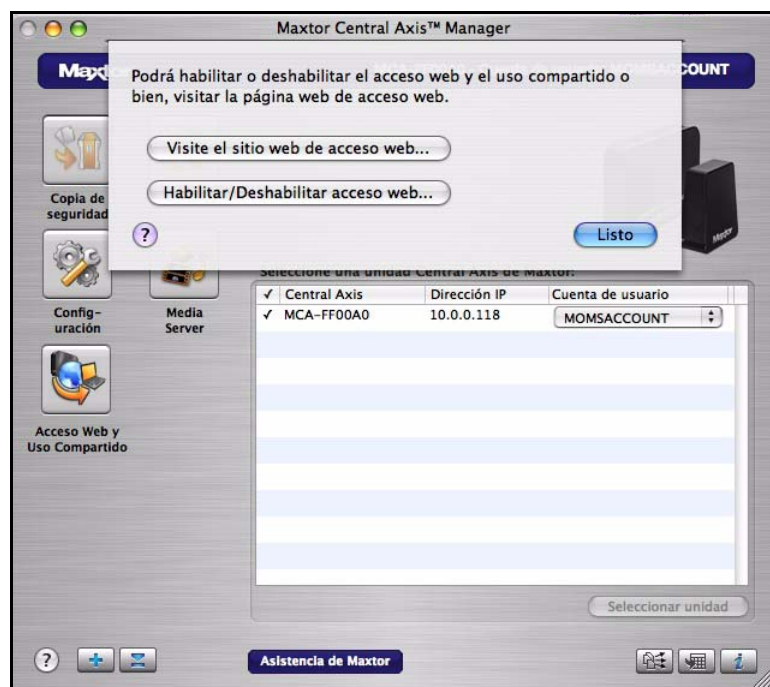 Maxtor Central Axis™ Manager
Podrá habilitar o deshabilitar el acceso web y el uso compartido o
bien, visitar la página web de acceso web.
Visite el sitio web de acceso web...
Habilitar/Deshabilitar acceso web...
?
Listo
COUNT
Copia de
seguridad
Config-
uración
Media
Server
Acceso Web y
Uso Compartido
Maxtor
Seleccione una unidad Central Axis de Maxtor:
✓ Central Axis Dirección IP Cuenta de usuario
✓ MCA-FF00A0 10.0.0.118 MOMSACCOUNT
Seleccionar unidad
?
Asistencia de Maxtor
i